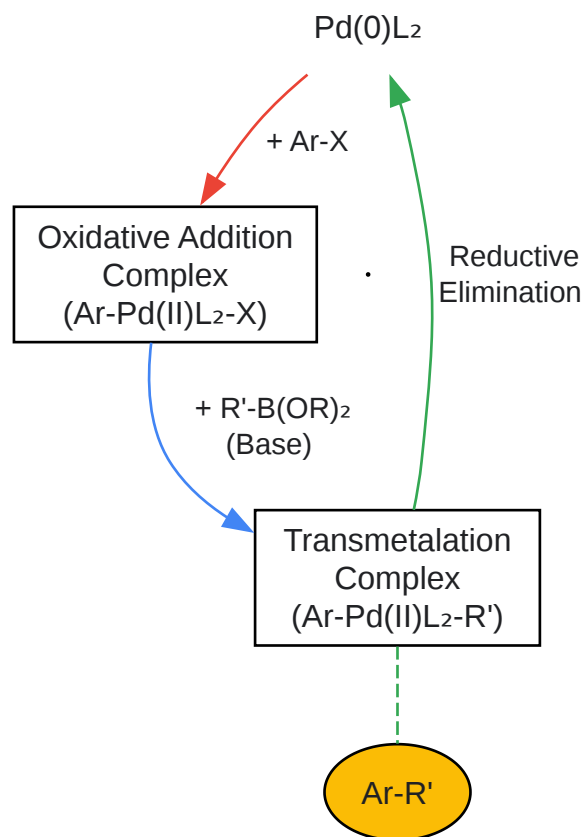 Pd(0)L₂
+ Ar-X
Oxidative Addition
Complex
(Ar-Pd(II)L₂-X)
Reductive
Elimination
+ R'-B(OR)₂
(Base)
Transmetalation
Complex
(Ar-Pd(II)L₂-R')
Ar-R'